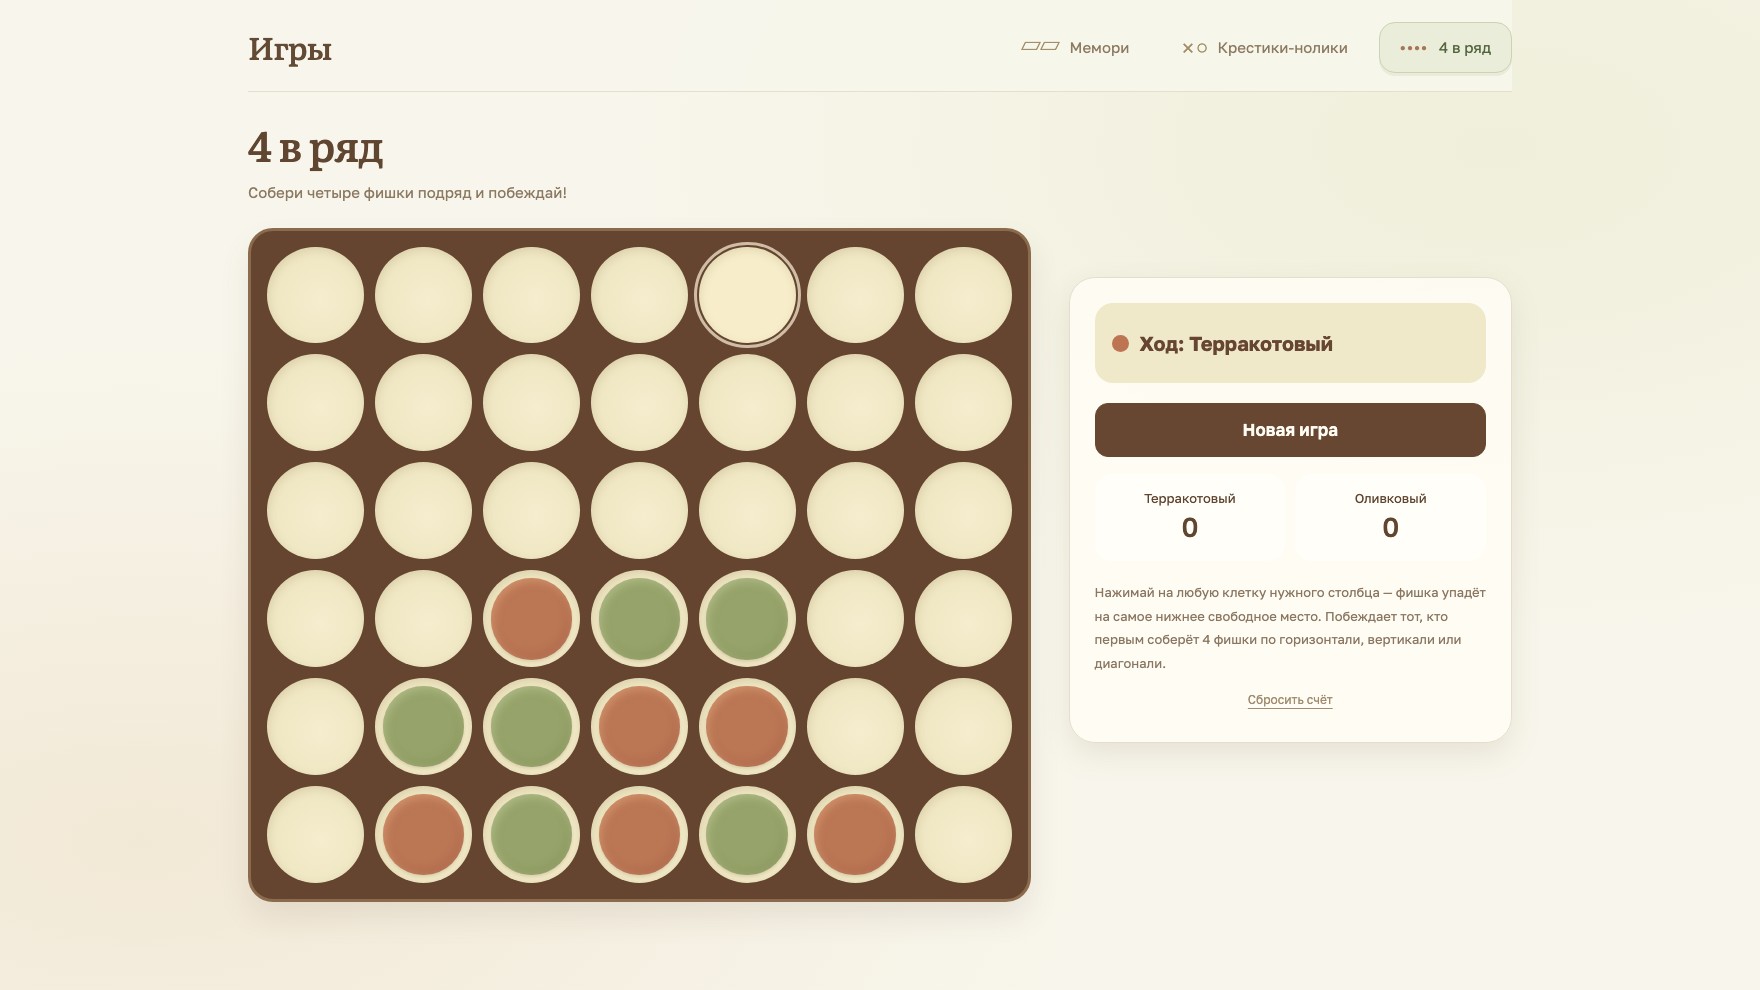 Игры
Мемори
Крестики-нолики
4 в ряд
4 в ряд
Собери четыре фишки подряд и побеждай!
Ход: Терракотовый
Новая игра
Терракотовый
0
Оливковый
0
Нажимай на любую клетку нужного столбца — фишка упадёт
на самое нижнее свободное место. Побеждает тот, кто
первым соберёт 4 фишки по горизонтали, вертикали или
диагонали.
Сбросить счёт